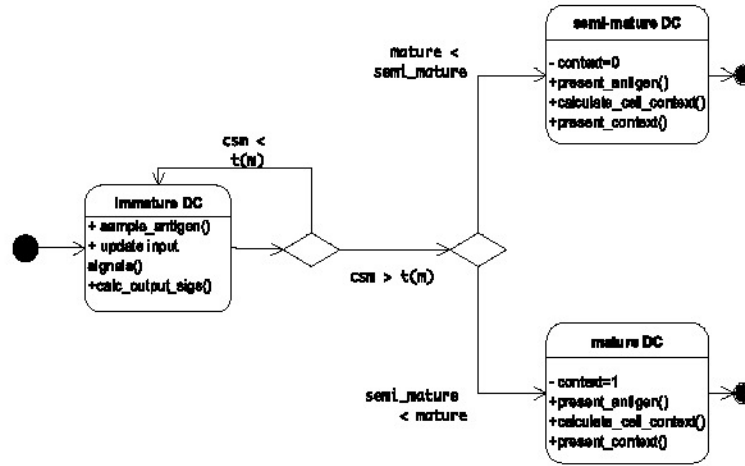 semi-mature DC
- context=0
+present_antigen()
+calculate_cell_context()
+present_context()
mature <
semi_mature
csm <
t(m)
immature DC
+ sample_antigen()
+ update input
signals()
+calc_output_sigs()
csm > t(m)
mature DC
- context=1
+present_antigen()
+calculate_cell_context()
+present_context()
semi_mature
< mature